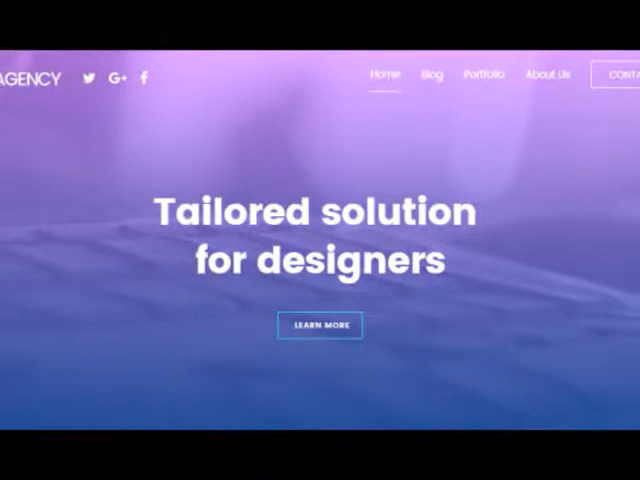 AGENCY G+ f Home Blog Portfolio About Us CONTA
Tailored solution
for designers
LEARN MORE